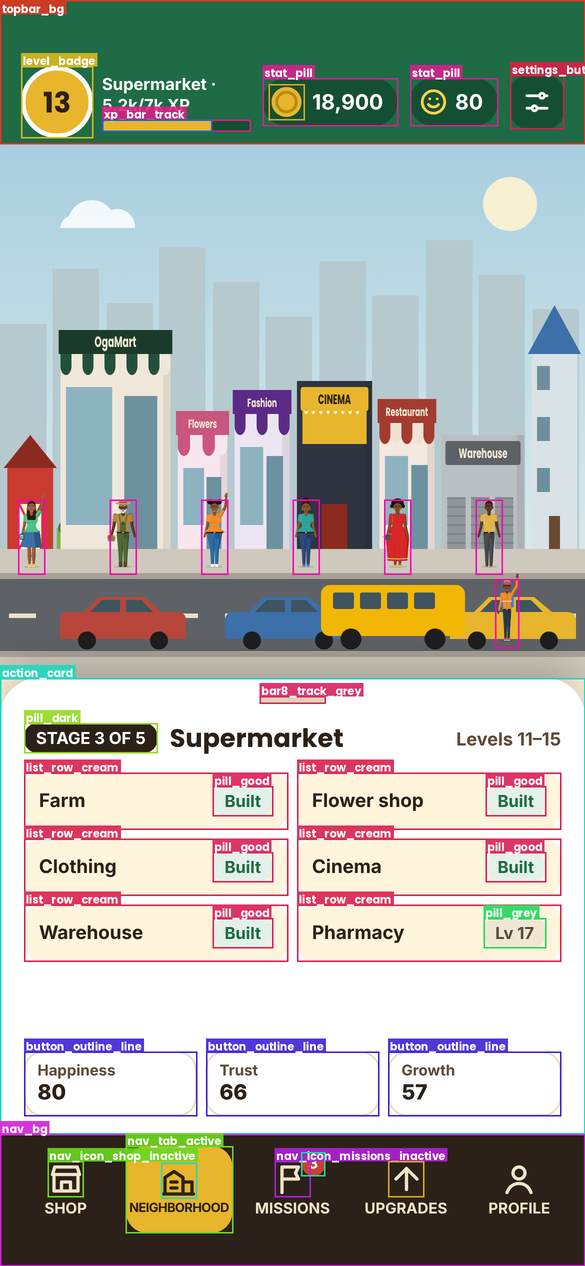 topbar_bg
level_badge
13
Supermarket ·
5.2k/7k XP
xp_bar_track
stat_pill
18,900
stat_pill
80
settings_but
OgaMart
Flowers
Fashion
CINEMA
Restaurant
Warehouse
action_card
bar8_track_grey
pill_dark
STAGE 3 OF 5
Supermarket
Levels 11–15
list_row_cream
Farm
pill_good
Built
list_row_cream
Flower shop
pill_good
Built
list_row_cream
Clothing
pill_good
Built
list_row_cream
Cinema
pill_good
Built
list_row_cream
Warehouse
pill_good
Built
list_row_cream
Pharmacy
pill_grey
Lv 17
button_outline_line
Happiness
80
button_outline_line
Trust
66
button_outline_line
Growth
57
nav_bg
nav_icon_shop_inactive
SHOP
nav_tab_active
NEIGHBORHOOD
nav_icon_missions_inactive
3
MISSIONS
UPGRADES
PROFILE